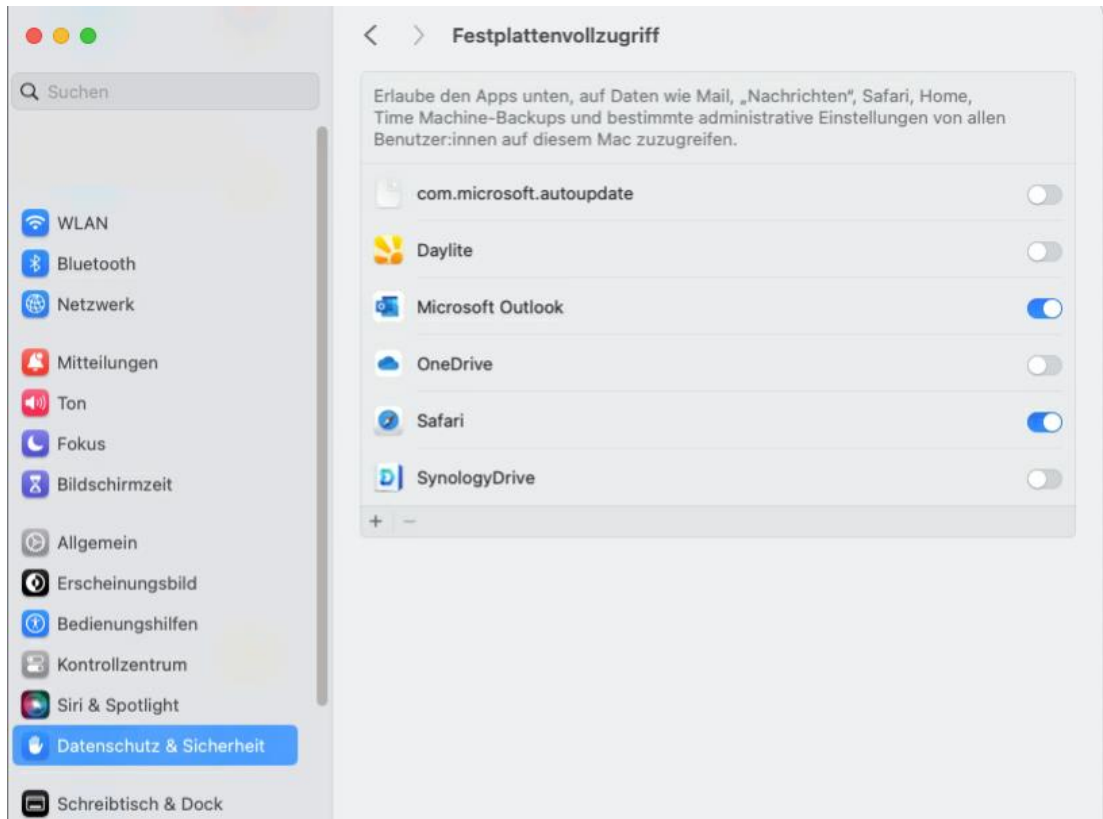 Festplattenvollzugriff
Suchen
Erlaube den Apps unten, auf Daten wie Mail, „Nachrichten“, Safari, Home,
Time Machine-Backups und bestimmte administrative Einstellungen von allen
Benutzer:innen auf diesem Mac zuzugreifen.
com.microsoft.autoupdate
Daylite
Microsoft Outlook
OneDrive
Safari
SynologyDrive
WLAN
Bluetooth
Netzwerk
Mitteilungen
Ton
Fokus
Bildschirmzeit
Allgemein
Erscheinungsbild
Bedienungshilfen
Kontrollzentrum
Siri & Spotlight
Datenschutz & Sicherheit
Schreibtisch & Dock